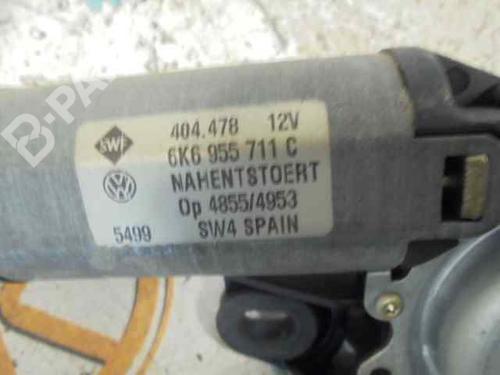 B-PA
404.478 12V
SWF
6K6 955 711 C
NAHENTSTOERT
Op 4855/4953
5499 SW4 SPAIN